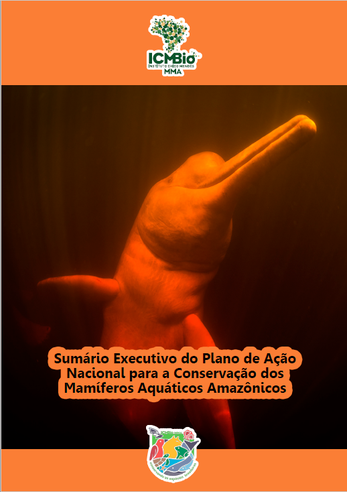 ICMBio
MMA
Sumário Executivo do Plano de Ação
Nacional para a Conservação dos
Mamíferos Aquáticos Amazônicos